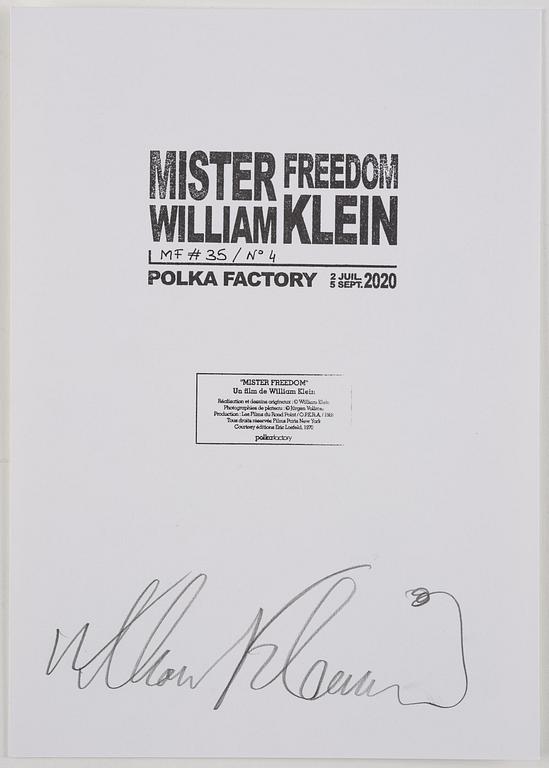 MISTER FREEDOM
WILLIAM KLEIN
MF # 35 / N° 4
POLKA FACTORY 2 JUIL. 5 SEPT. 2020
"MISTER FREEDOM"
Un film de William Klein
Réalisation et dessins originaux : © William Klein
Photographies de plateau : © Jürgen Vollmer
Production : Les Films du Rond Point / O.P.E.R.A. / 1968
Tous droits réservés Films Paris New York
Courtesy éditions Eric Losfeld, 1970
polkafactory
William Klein